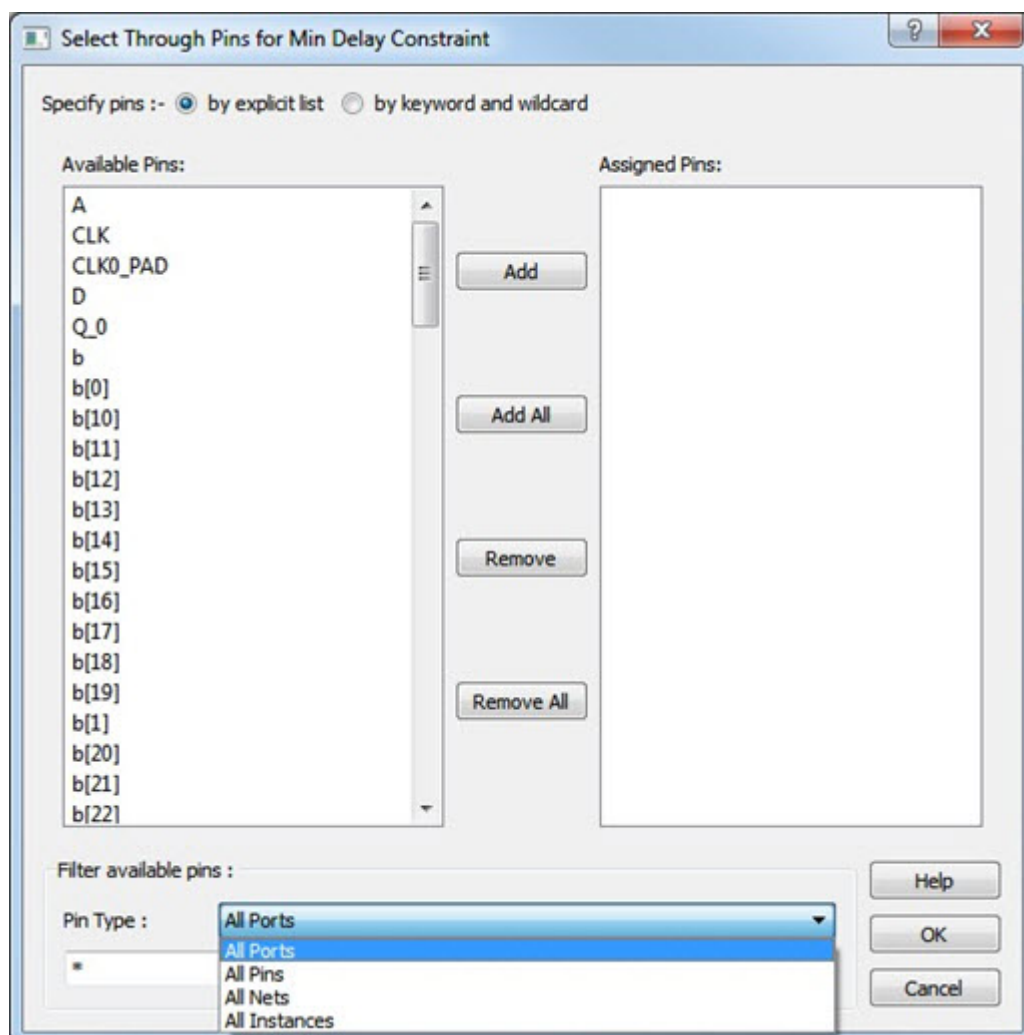 Select Through Pins for Min Delay Constraint
Specify pins :- by explicit list by keyword and wildcard
Available Pins:
Assigned Pins:
A
CLK
CLK0_PAD
D
Q_0
b
b[0]
b[10]
b[11]
b[12]
b[13]
b[14]
b[15]
b[16]
b[17]
b[18]
b[19]
b[1]
b[20]
b[21]
b[22]
Add
Add All
Remove
Remove All
Filter available pins :
Pin Type :
All Ports
All Ports
All Pins
All Nets
All Instances
*
Help
OK
Cancel